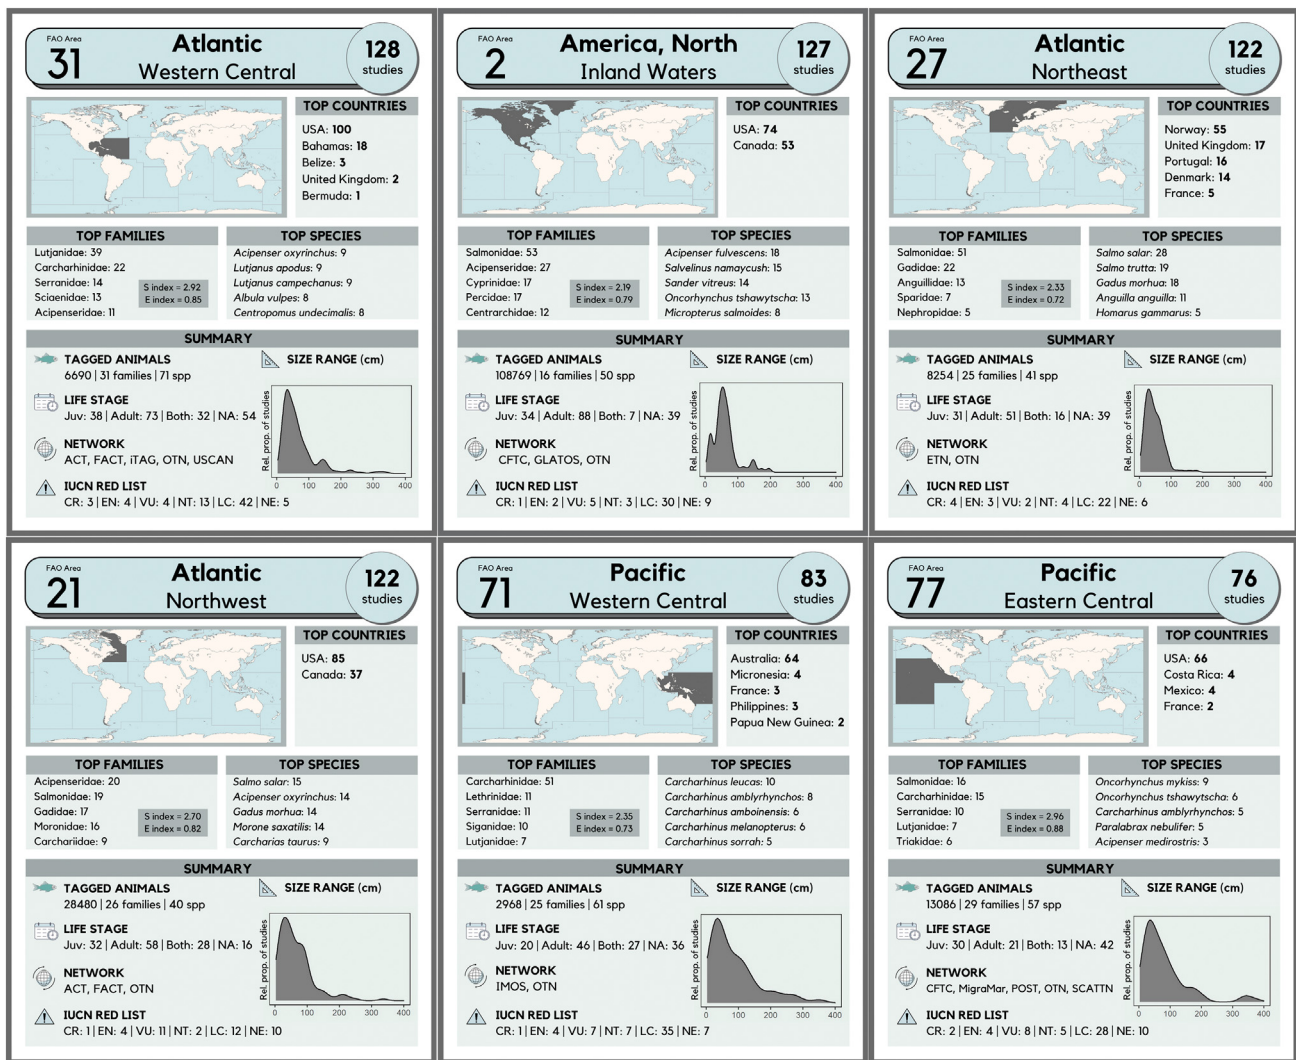 FAO Area
31
Atlantic
Western Central
128
studies
TOP COUNTRIES
USA: 100
Bahamas: 18
Belize: 3
United Kingdom: 2
Bermuda: 1
TOP FAMILIES
Lutjanidae: 39
Carcharhinidae: 22
Serranidae: 14
Sciaenidae: 13
Acipenseridae: 11
S index = 2.92
E index = 0.85
TOP SPECIES
Acipenser oxyrinchus: 9
Lutjanus apodus: 9
Lutjanus campechanus: 9
Albula vulpes: 8
Centropomus undecimalis: 8
SUMMARY
TAGGED ANIMALS
6690 | 31 families | 71 spp
LIFE STAGE
Juv: 38 | Adult: 73 | Both: 32 | NA: 54
NETWORK
ACT, FACT, iTAG, OTN, USCAN
IUCN RED LIST
CR: 3 | EN: 4 | VU: 4 | NT: 13 | LC: 42 | NE: 5
SIZE RANGE (cm)
Rel. prop. of studies
0 100 200 300 400
FAO Area
2
America, North
Inland Waters
127
studies
TOP COUNTRIES
USA: 74
Canada: 53
TOP FAMILIES
Salmonidae: 53
Acipenseridae: 27
Cyprinidae: 17
Percidae: 17
Centrarchidae: 12
S index = 2.19
E index = 0.79
TOP SPECIES
Acipenser fulvescens: 18
Salvelinus namaycush: 15
Sander vitreus: 14
Oncorhynchus tshawytscha: 13
Micropterus salmoides: 8
SUMMARY
TAGGED ANIMALS
108769 | 16 families | 50 spp
LIFE STAGE
Juv: 34 | Adult: 88 | Both: 7 | NA: 39
NETWORK
CFTC, GLATOS, OTN
IUCN RED LIST
CR: 1 | EN: 2 | VU: 5 | NT: 3 | LC: 30 | NE: 9
SIZE RANGE (cm)
Rel. prop. of studies
0 100 200 300 400
FAO Area
27
Atlantic
Northeast
122
studies
TOP COUNTRIES
Norway: 55
United Kingdom: 17
Portugal: 16
Denmark: 14
France: 5
TOP FAMILIES
Salmonidae: 51
Gadidae: 22
Anguillidae: 13
Sparidae: 7
Nephropidae: 5
S index = 2.33
E index = 0.72
TOP SPECIES
Salmo salar: 28
Salmo trutta: 19
Gadus morhua: 18
Anguilla anguilla: 11
Homarus gammarus: 5
SUMMARY
TAGGED ANIMALS
8254 | 25 families | 41 spp
LIFE STAGE
Juv: 31 | Adult: 51 | Both: 16 | NA: 39
NETWORK
ETN, OTN
IUCN RED LIST
CR: 4 | EN: 3 | VU: 2 | NT: 4 | LC: 22 | NE: 6
SIZE RANGE (cm)
Rel. prop. of studies
0 100 200 300 400
FAO Area
21
Atlantic
Northwest
122
studies
TOP COUNTRIES
USA: 85
Canada: 37
TOP FAMILIES
Acipenseridae: 20
Salmonidae: 19
Gadidae: 17
Moronidae: 16
Carchariidae: 9
S index = 2.70
E index = 0.82
TOP SPECIES
Salmo salar: 15
Acipenser oxyrinchus: 14
Gadus morhua: 14
Morone saxatilis: 14
Carcharias taurus: 9
SUMMARY
TAGGED ANIMALS
28480 | 26 families | 40 spp
LIFE STAGE
Juv: 32 | Adult: 58 | Both: 28 | NA: 16
NETWORK
ACT, FACT, OTN
IUCN RED LIST
CR: 1 | EN: 4 | VU: 11 | NT: 2 | LC: 12 | NE: 10
SIZE RANGE (cm)
Rel. prop. of studies
0 100 200 300 400
FAO Area
71
Pacific
Western Central
83
studies
TOP COUNTRIES
Australia: 64
Micronesia: 4
France: 3
Philippines: 3
Papua New Guinea: 2
TOP FAMILIES
Carcharhinidae: 51
Lethrinidae: 11
Serranidae: 11
Siganidae: 10
Lutjanidae: 7
S index = 2.35
E index = 0.73
TOP SPECIES
Carcharhinus leucas: 10
Carcharhinus amblyrhynchos: 8
Carcharhinus amboinensis: 6
Carcharhinus melanopterus: 6
Carcharhinus sorrah: 5
SUMMARY
TAGGED ANIMALS
2968 | 25 families | 61 spp
LIFE STAGE
Juv: 20 | Adult: 46 | Both: 27 | NA: 36
NETWORK
IMOS, OTN
IUCN RED LIST
CR: 1 | EN: 4 | VU: 7 | NT: 7 | LC: 35 | NE: 7
SIZE RANGE (cm)
Rel. prop. of studies
0 100 200 300 400
FAO Area
77
Pacific
Eastern Central
76
studies
TOP COUNTRIES
USA: 66
Costa Rica: 4
Mexico: 4
France: 2
TOP FAMILIES
Salmonidae: 16
Carcharhinidae: 15
Serranidae: 10
Lutjanidae: 7
Triakidae: 6
S index = 2.96
E index = 0.88
TOP SPECIES
Oncorhynchus mykiss: 9
Oncorhynchus tshawytscha: 6
Carcharhinus amblyrhynchos: 5
Paralabrax nebulifer: 5
Acipenser medirostris: 3
SUMMARY
TAGGED ANIMALS
13086 | 29 families | 57 spp
LIFE STAGE
Juv: 30 | Adult: 21 | Both: 13 | NA: 42
NETWORK
CFTC, MigraMar, POST, OTN, SCATTN
IUCN RED LIST
CR: 2 | EN: 4 | VU: 8 | NT: 5 | LC: 28 | NE: 10
SIZE RANGE (cm)
Rel. prop. of studies
0 100 200 300 400